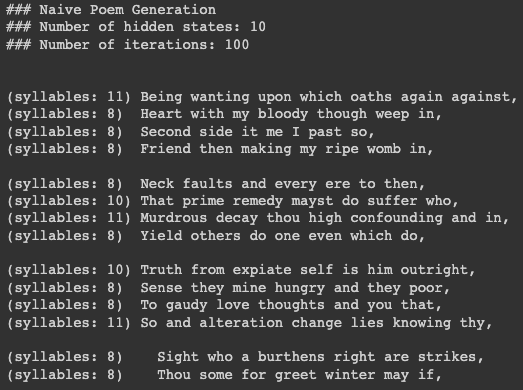 ### Naive Poem Generation
### Number of hidden states: 10
### Number of iterations: 100
(syllables: 11) Being wanting upon which oaths again against,
(syllables: 8) Heart with my bloody though weep in,
(syllables: 8) Second side it me I past so,
(syllables: 8) Friend then making my ripe womb in,
(syllables: 8) Neck faults and every ere to then,
(syllables: 10) That prime remedy mayst do suffer who,
(syllables: 11) Murdrous decay thou high confounding and in,
(syllables: 8) Yield others do one even which do,
(syllables: 10) Truth from expiate self is him outright,
(syllables: 8) Sense they mine hungry and they poor,
(syllables: 8) To gaudy love thoughts and you that,
(syllables: 11) So and alteration change lies knowing thy,
(syllables: 8) Sight who a burthens right are strikes,
(syllables: 8) Thou some for greet winter may if,